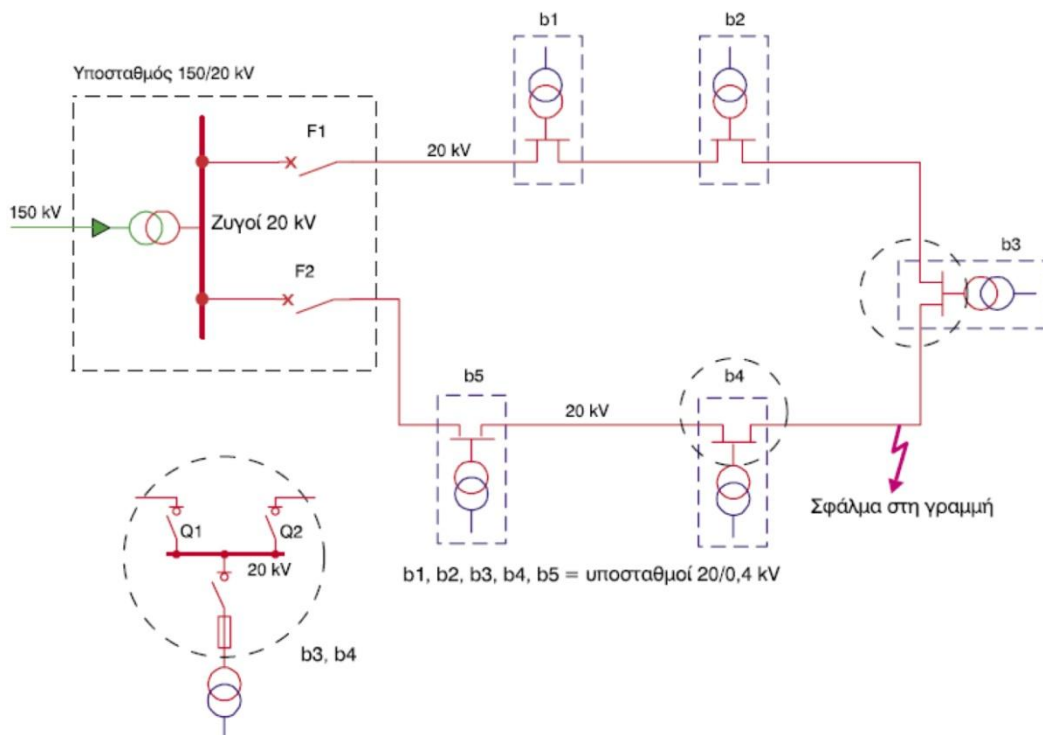 b1
b2
Υποσταθμός 150/20 kV
F1
20 kV
150 kV
Ζυγοί 20 kV
b3
F2
b5
b4
20 kV
Σφάλμα στη γραμμή
Q1
Q2
20 kV
b1, b2, b3, b4, b5 = υποσταθμοί 20/0,4 kV
b3, b4